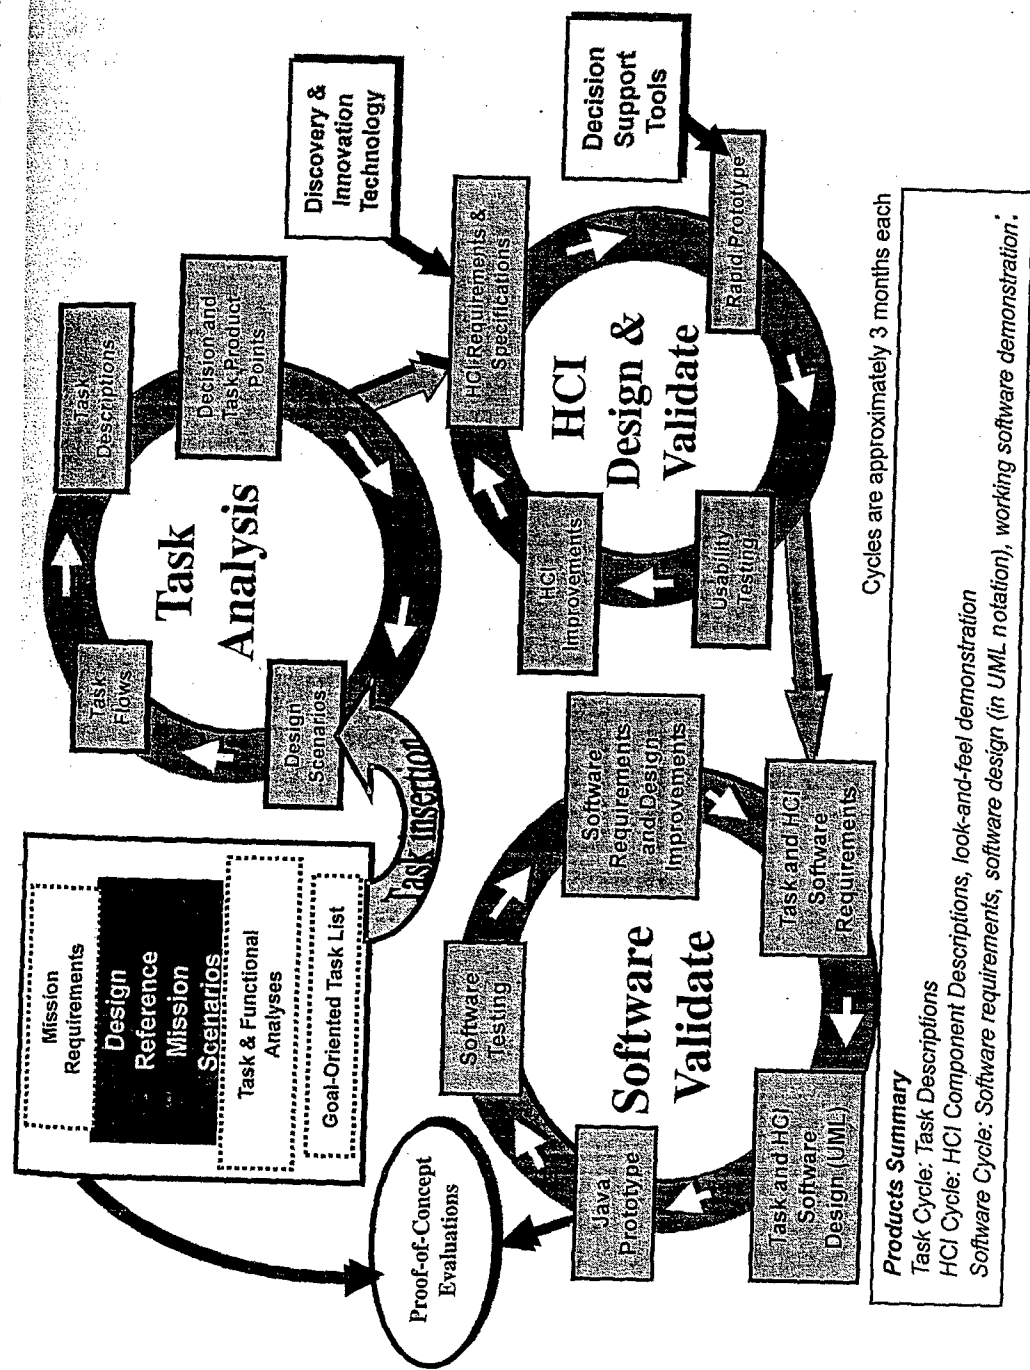 Mission
Requirements
Design
Reference
Mission
Scenarios
Task & Functional
Analyses
Goal-Oriented Task List
Task insertion
Task
Analysis
Task
Flows
Task
Descriptions
Decision and
Task Product
Points
Design
Scenarios
Discovery &
Innovation
Technology
Proof-of-Concept
Evaluations
Software
Validate
Software
Testing
Software
Requirements
and Design
Improvements
Task and HCI
Software
Requirements
Task and HCI
Software
Design (UML)
Java
Prototype
HCI
Design &
Validate
HCI Requirements &
Specifications
Rapid Prototype
Usability
Testing
HCI
Improvements
Decision
Support
Tools
Cycles are approximately 3 months each
Products Summary
Task Cycle: Task Descriptions
HCI Cycle: HCI Component Descriptions, look-and-feel demonstration
Software Cycle: Software requirements, software design (in UML notation), working software demonstration.